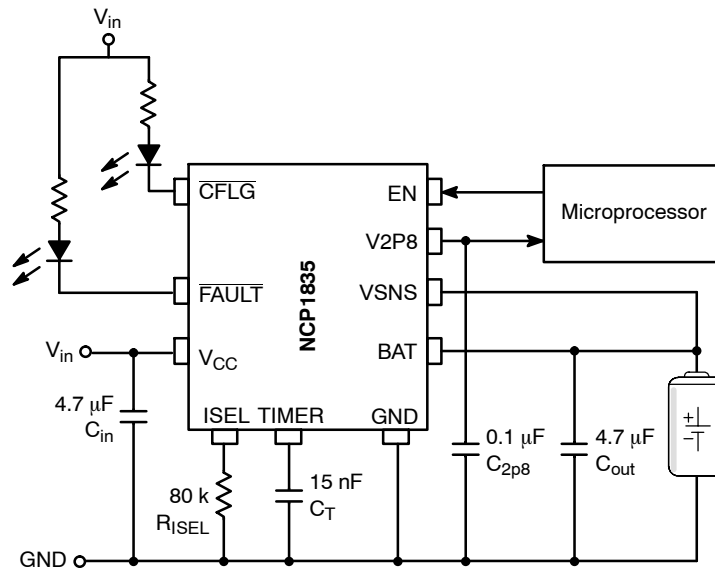 Vin
CFLG
EN
Microprocessor
V2P8
FAULT
NCP1835
VSNS
Vin
VCC
BAT
4.7 μF
Cin
ISEL
TIMER
GND
+
−
80 k
RISEL
15 nF
CT
0.1 μF
C2p8
4.7 μF
Cout
GND